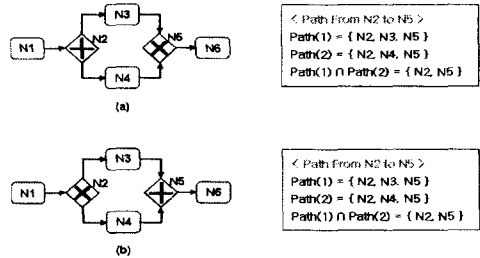 N3
N2
N5
N1
N6
N4
(a)
< Path From N2 to N5 >
Path(1) = { N2, N3, N5 }
Path(2) = { N2, N4, N5 }
Path(1) ∩ Path(2) = { N2, N5 }
N3
N2
N5
N1
N6
N4
(b)
< Path From N2 to N5 >
Path(1) = { N2, N3, N5 }
Path(2) = { N2, N4, N5 }
Path(1) ∩ Path(2) = { N2, N5 }